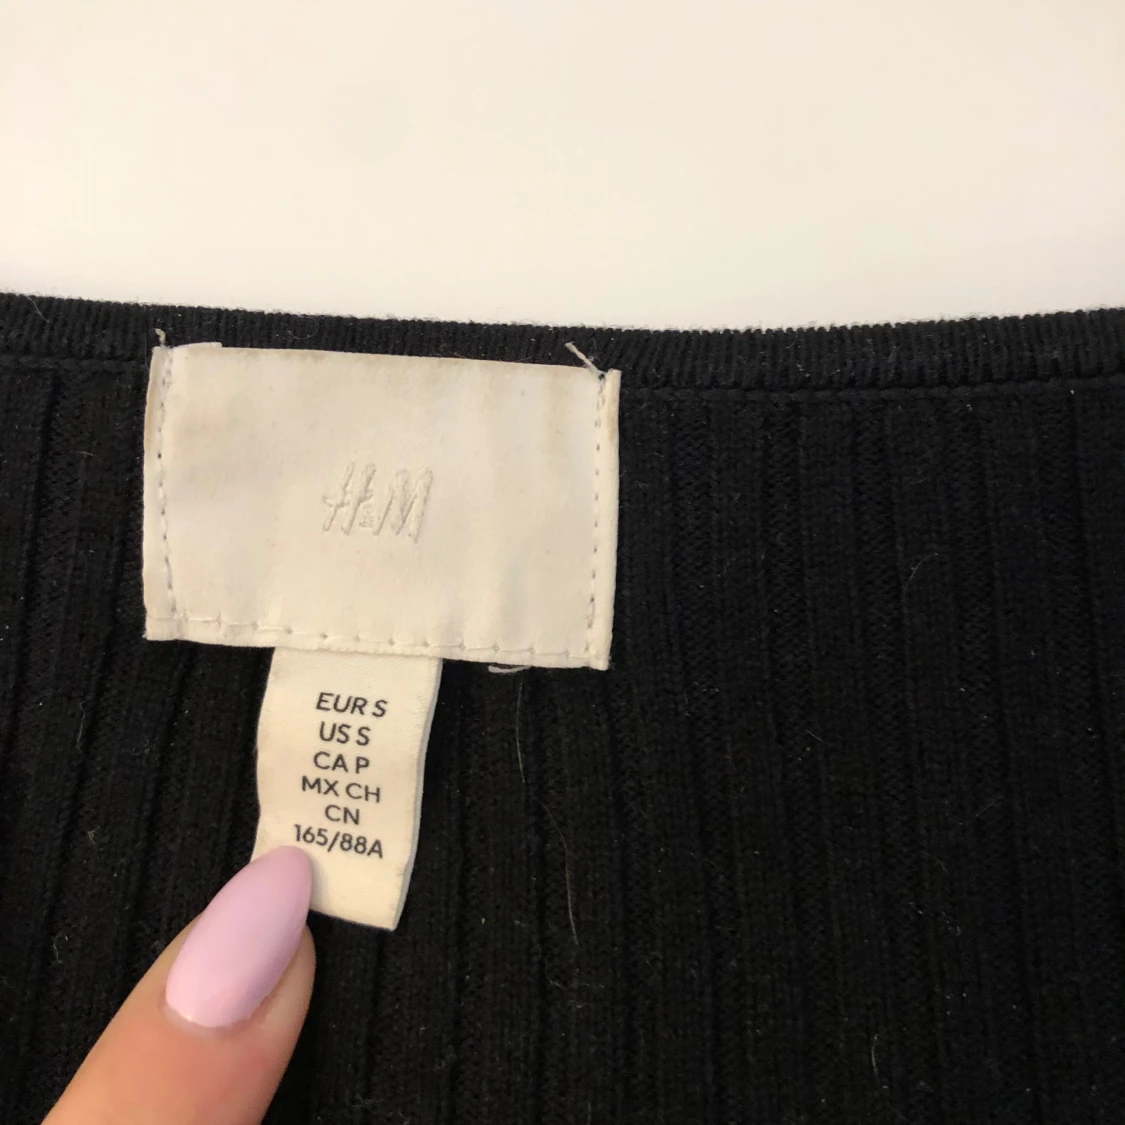 H&M
EUR S
US S
CA P
MX CH
CN
165/88A